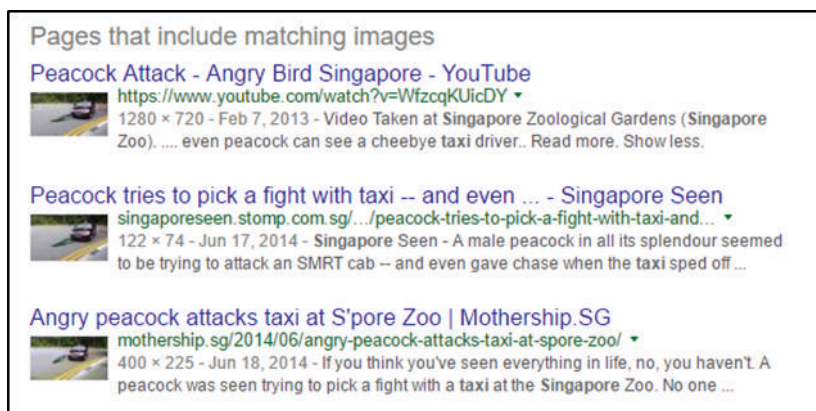 Pages that include matching images
Peacock Attack - Angry Bird Singapore - YouTube
https://www.youtube.com/watch?v=WfzcqKUicDY ▾
1280 × 720 - Feb 7, 2013 - Video Taken at Singapore Zoological Gardens (Singapore
Zoo). .... even peacock can see a cheebye taxi driver.. Read more. Show less.
Peacock tries to pick a fight with taxi -- and even ... - Singapore Seen
singaporeseen.stomp.com.sg/.../peacock-tries-to-pick-a-fight-with-taxi-and... ▾
122 × 74 - Jun 17, 2014 - Singapore Seen - A male peacock in all its splendour seemed
to be trying to attack an SMRT cab -- and even gave chase when the taxi sped off ...
Angry peacock attacks taxi at S'pore Zoo | Mothership.SG
mothership.sg/2014/06/angry-peacock-attacks-taxi-at-spore-zoo/ ▾
400 × 225 - Jun 18, 2014 - If you think you've seen everything in life, no, you haven't. A
peacock was seen trying to pick a fight with a taxi at the Singapore Zoo. No one ...